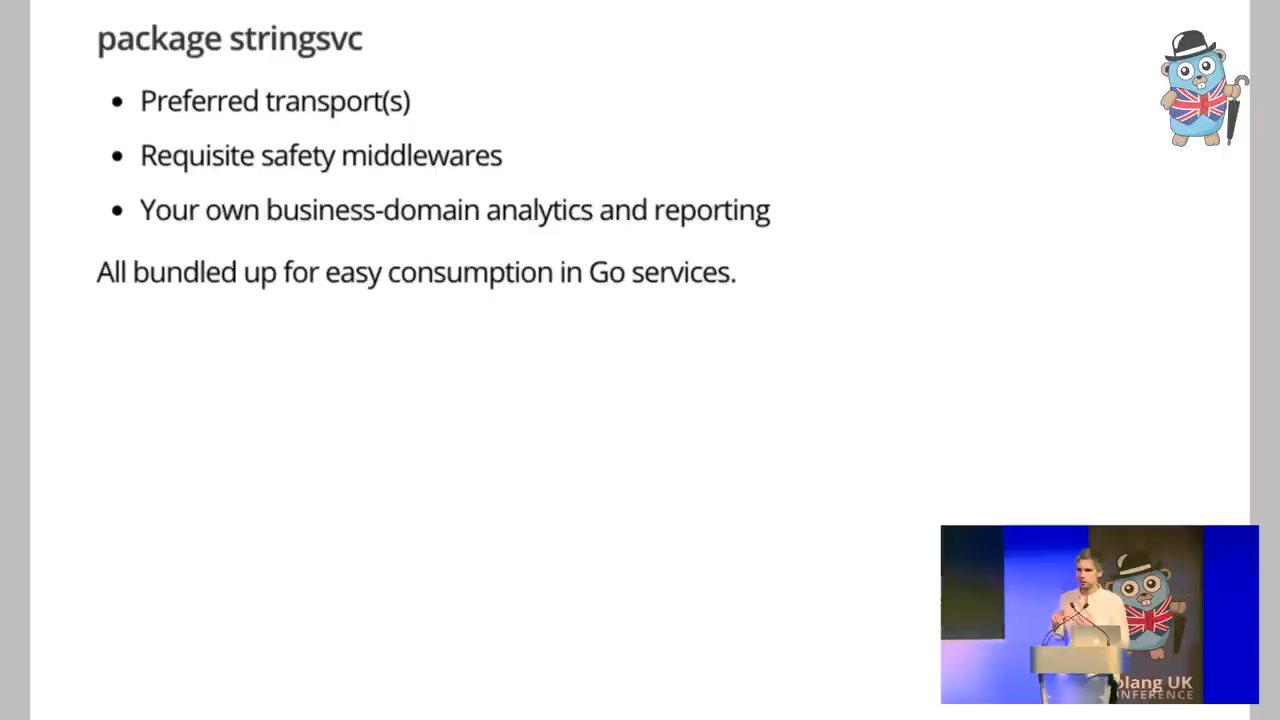 package stringsvc
• Preferred transport(s)
• Requisite safety middlewares
• Your own business-domain analytics and reporting
All bundled up for easy consumption in Go services.
olang UK
NFERENCE